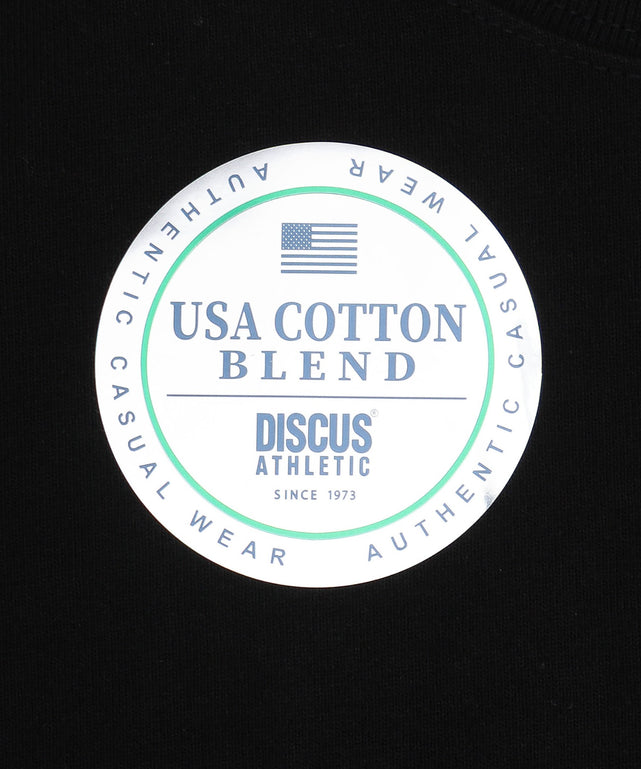 USA COTTON
BLEND
DISCUS®
ATHLETIC
SINCE 1973
AUTHENTIC CASUAL WEAR
AUTHENTIC CASUAL WEAR